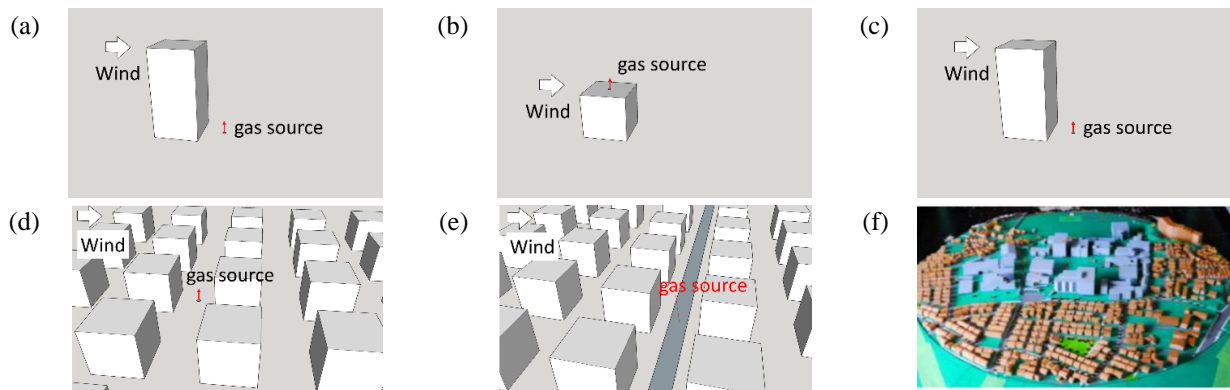 (a)
Wind
gas source
(b)
gas source
Wind
(c)
Wind
gas source
(d)
Wind
gas source
(e)
Wind
gas source
(f)